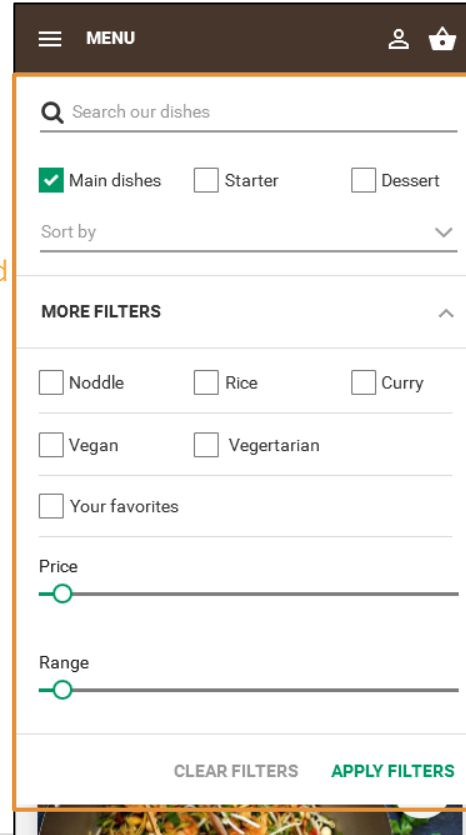 MENU
Search our dishes
Main dishes Starter Dessert
Sort by
d
MORE FILTERS
Noddle Rice Curry
Vegan Vegertarian
Your favorites
Price
Range
CLEAR FILTERS APPLY FILTERS